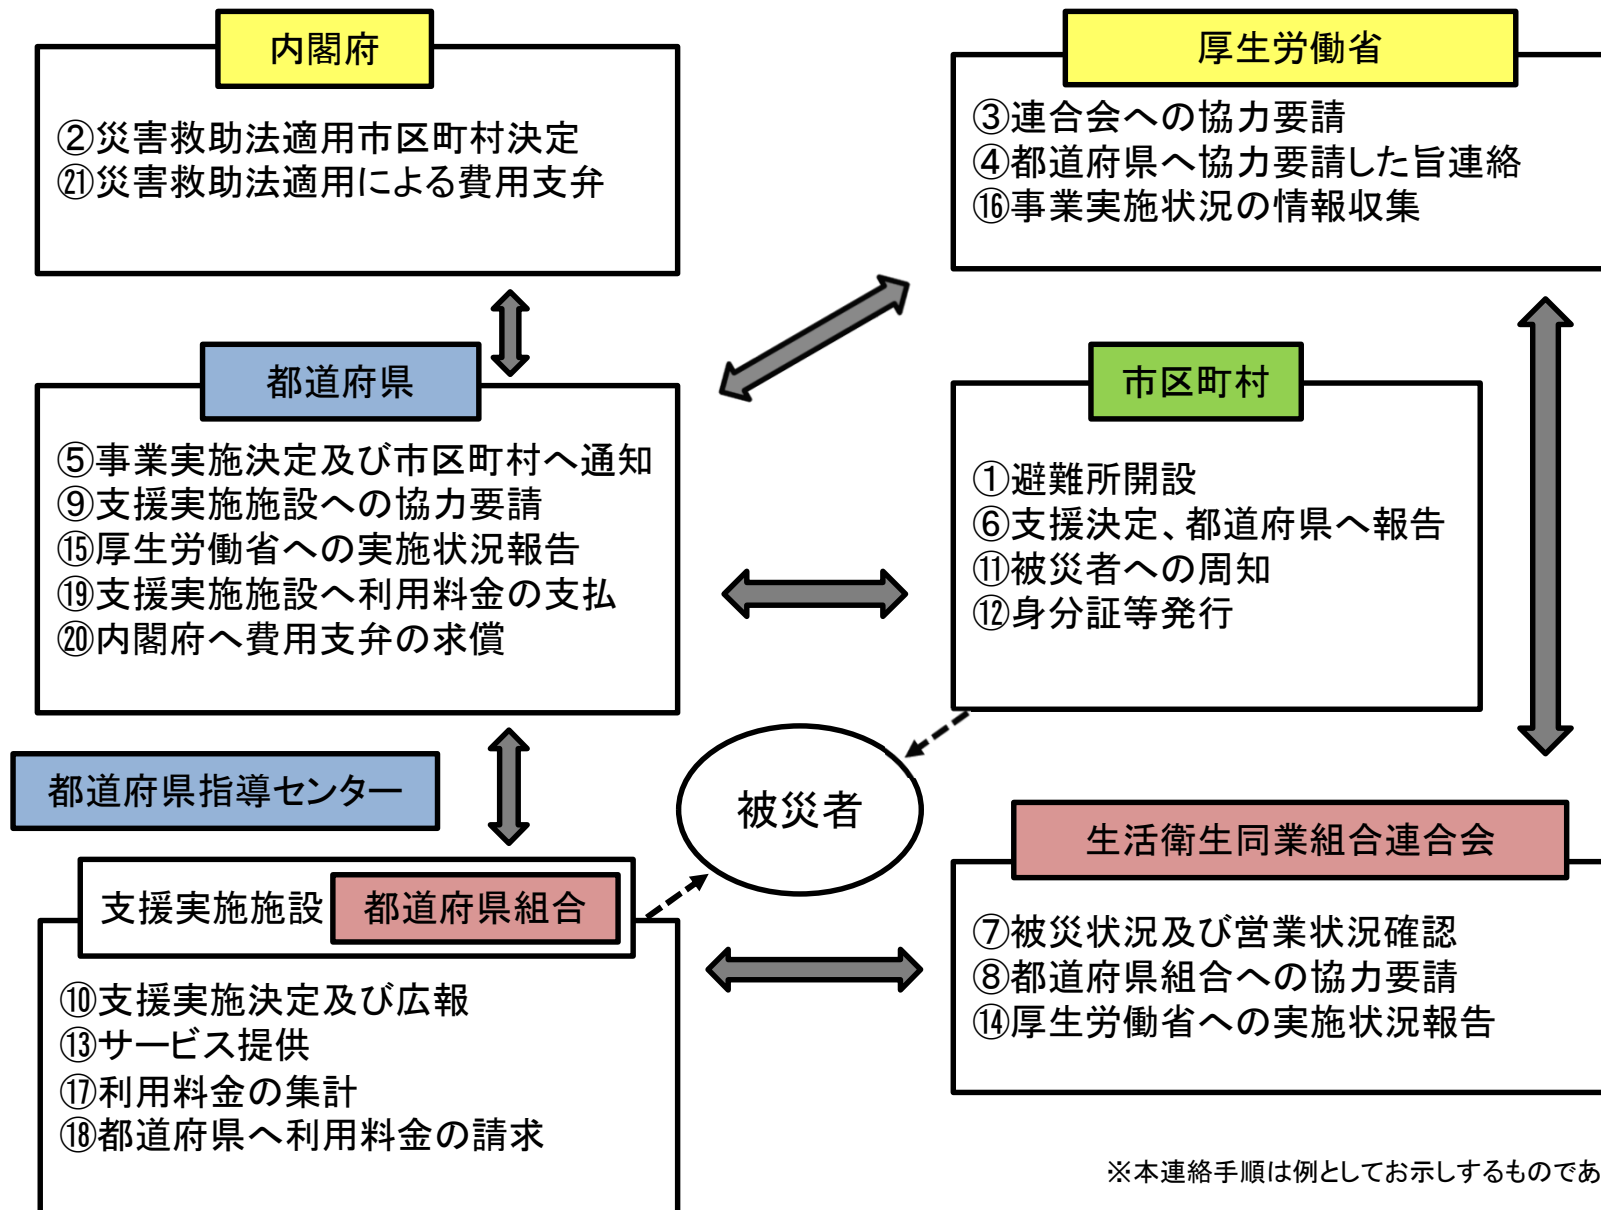 内閣府
②災害救助法適用市区町村決定
㉑災害救助法適用による費用支弁
厚生労働省
③連合会への協力要請
④都道府県へ協力要請した旨連絡
⑯事業実施状況の情報収集
都道府県
⑤事業実施決定及び市区町村へ通知
⑨支援実施施設への協力要請
⑮厚生労働省への実施状況報告
⑲支援実施施設へ利用料金の支払
⑳内閣府へ費用支弁の求償
市区町村
①避難所開設
⑥支援決定、都道府県へ報告
⑪被災者への周知
⑫身分証等発行
都道府県指導センター
被災者
支援実施施設 都道府県組合
⑩支援実施決定及び広報
⑬サービス提供
⑰利用料金の集計
⑱都道府県へ利用料金の請求
生活衛生同業組合連合会
⑦被災状況及び営業状況確認
⑧都道府県組合への協力要請
⑭厚生労働省への実施状況報告
※本連絡手順は例としてお示しするものであ